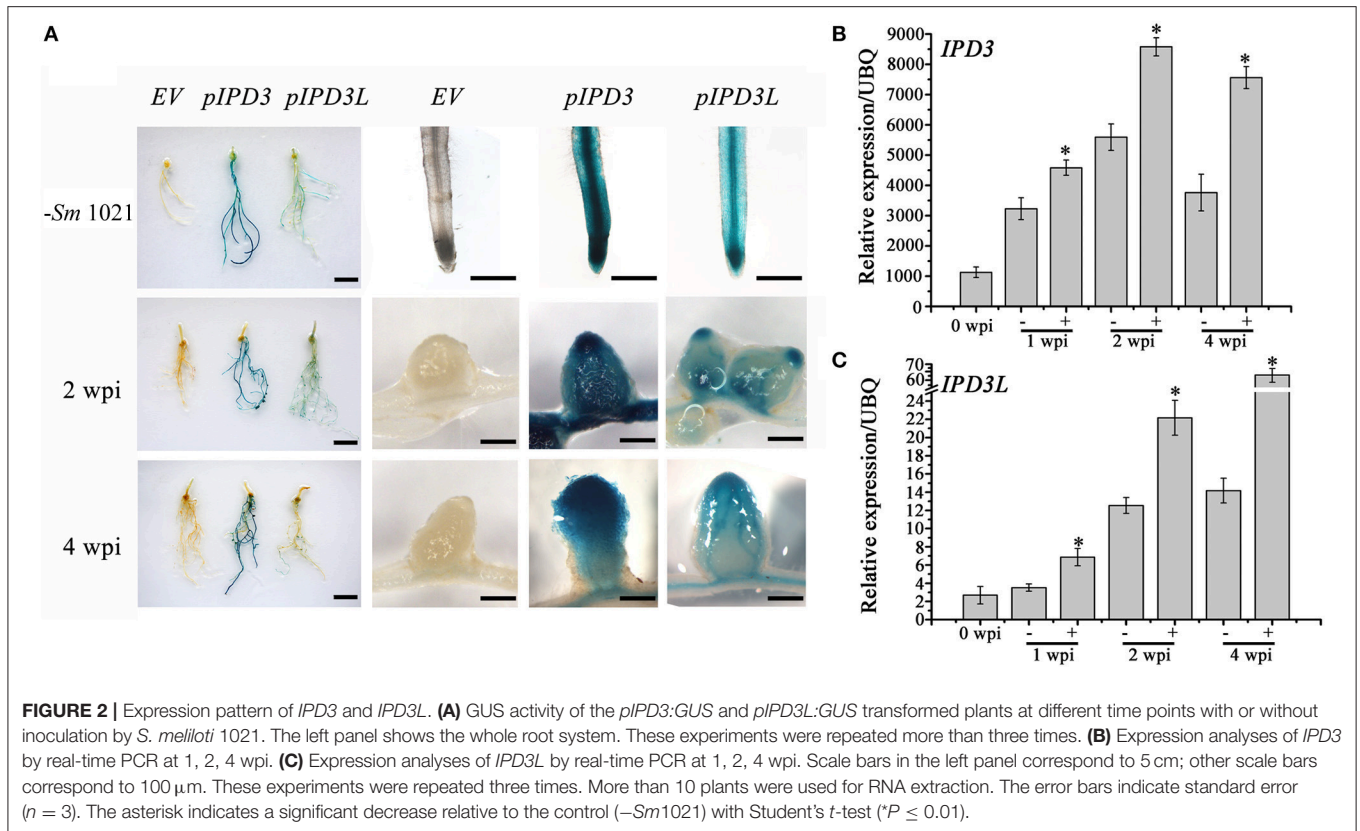 A
EV pIPD3 pIPD3L EV pIPD3 pIPD3L
-Sm 1021
2 wpi
4 wpi
B
IPD3
Relative expression/UBQ
9000
8000
7000
6000
5000
4000
3000
2000
1000
0
* * *
0 wpi - + - + - +
1 wpi 2 wpi 4 wpi
C
IPD3L
Relative expression/UBQ
70
60
22
24
20
18
16
14
12
10
8
6
4
2
0
* * *
0 wpi - + - + - +
1 wpi 2 wpi 4 wpi
FIGURE 2 | Expression pattern of IPD3 and IPD3L. (A) GUS activity of the pIPD3:GUS and pIPD3L:GUS transformed plants at different time points with or without
inoculation by S. meliloti 1021. The left panel shows the whole root system. These experiments were repeated more than three times. (B) Expression analyses of IPD3
by real-time PCR at 1, 2, 4 wpi. (C) Expression analyses of IPD3L by real-time PCR at 1, 2, 4 wpi. Scale bars in the left panel correspond to 5 cm; other scale bars
correspond to 100 μm. These experiments were repeated three times. More than 10 plants were used for RNA extraction. The error bars indicate standard error
(n = 3). The asterisk indicates a significant decrease relative to the control (−Sm1021) with Student's t-test (*P ≤ 0.01).